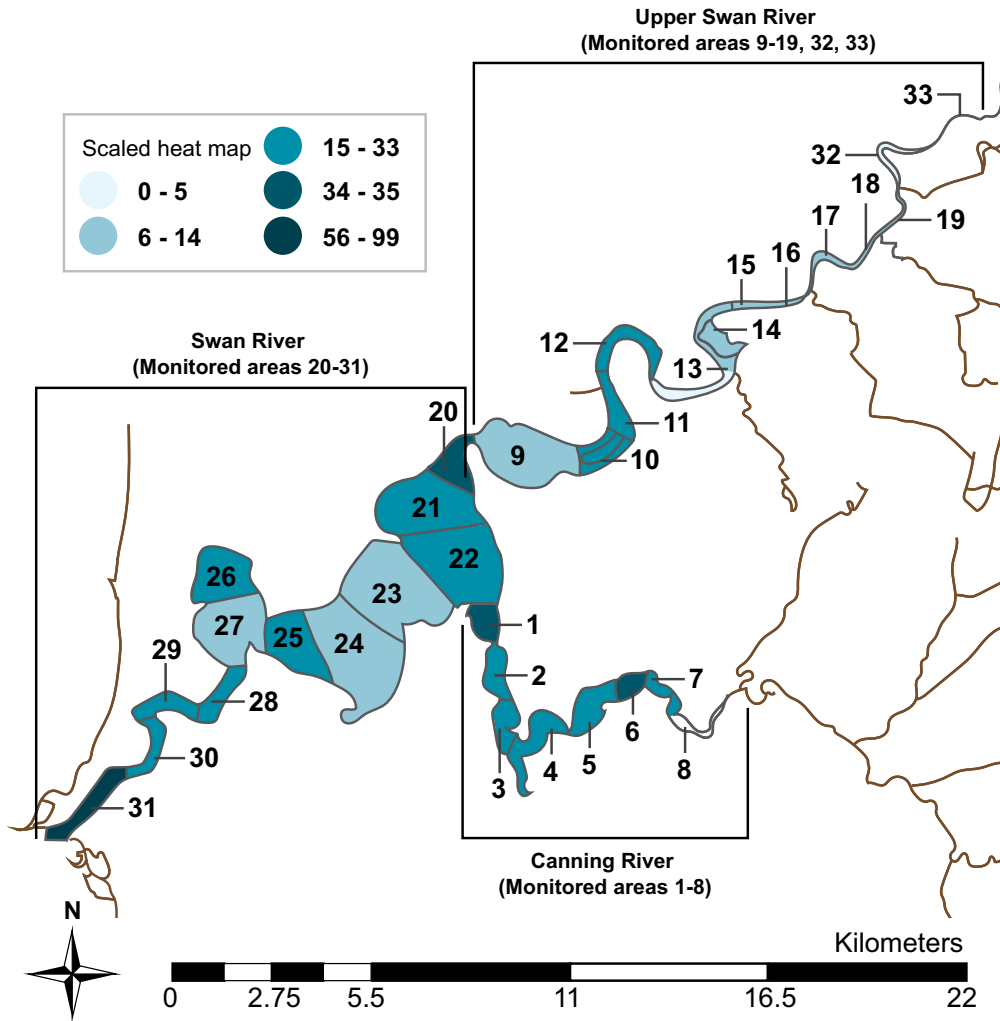 Upper Swan River
(Monitored areas 9-19, 32, 33)
Scaled heat map
0 - 5
6 - 14
15 - 33
34 - 35
56 - 99
33
32
18
19
17
16
15
14
13
12
11
10
9
Swan River
(Monitored areas 20-31)
20
21
22
23
24
25
26
27
28
29
30
31
1
2
3
4
5
6
7
8
Canning River
(Monitored areas 1-8)
N
Kilometers
0 2.75 5.5 11 16.5 22